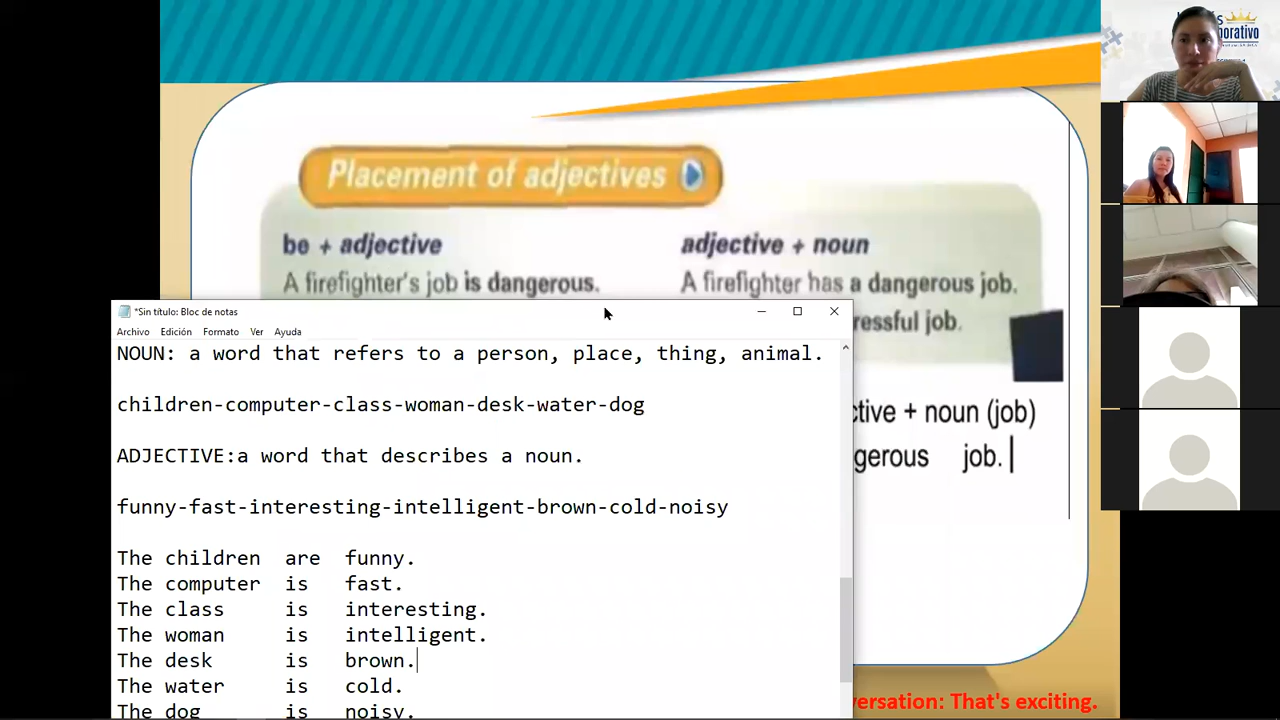 Placement of adjectives
be + adjective
adjective + noun
A firefighter's job is dangerous.
A firefighter has a dangerous job.
ressful job.
*Sin título: Bloc de notas
Archivo Edición Formato Ver Ayuda
NOUN: a word that refers to a person, place, thing, animal.
children-computer-class-woman-desk-water-dog
ADJECTIVE:a word that describes a noun.
funny-fast-interesting-intelligent-brown-cold-noisy
The children are funny.
The computer is fast.
The class is interesting.
The woman is intelligent.
The desk is brown.
The water is cold.
The dog is noisy.
ctive + noun (job)
gerous job.
versation: That's exciting.
orativo